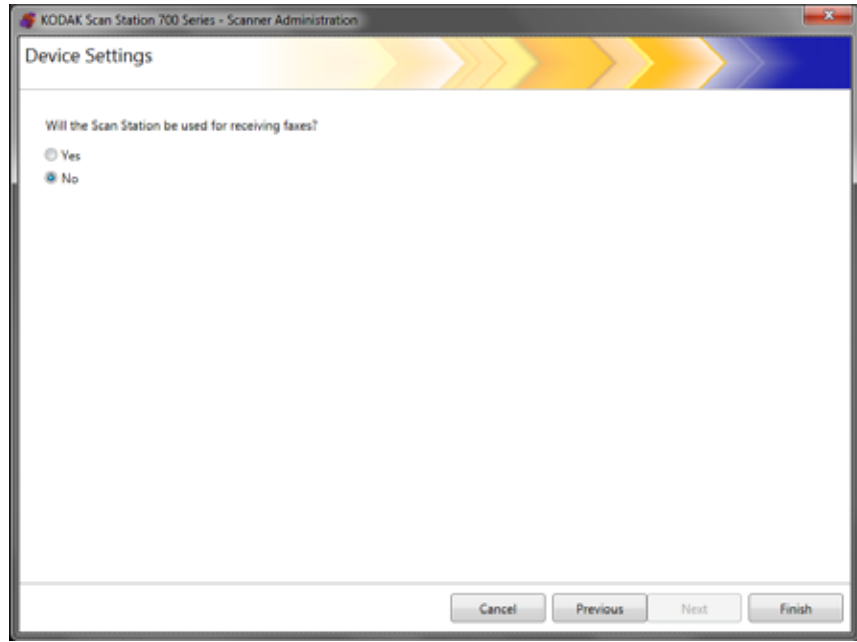 KODAK Scan Station 700 Series - Scanner Administration
Device Settings
Will the Scan Station be used for receiving faxes?
Yes
No
Cancel Previous Next Finish